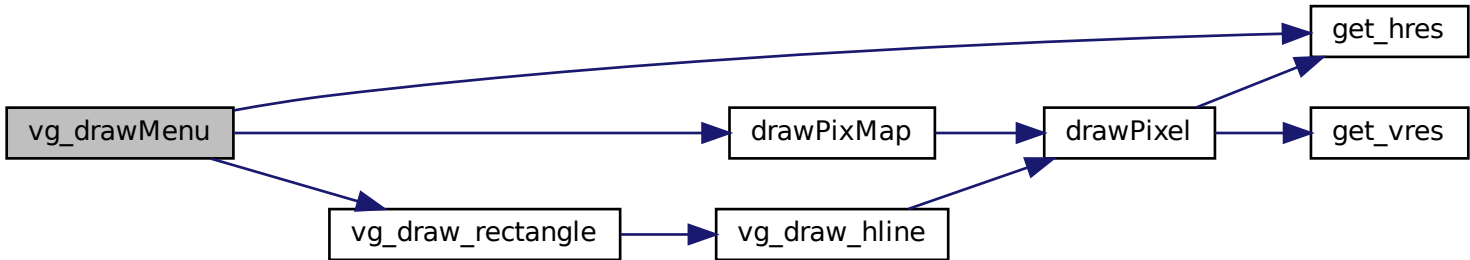 get_hres
vg_drawMenu
drawPixMap
drawPixel
get_vres
vg_draw_rectangle
vg_draw_hline